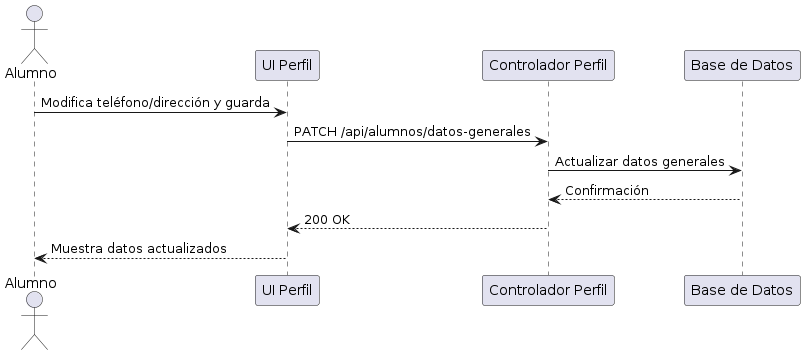 Alumno
UI Perfil
Controlador Perfil
Base de Datos
Modifica teléfono/dirección y guarda
PATCH /api/alumnos/datos-generales
Actualizar datos generales
Confirmación
200 OK
Muestra datos actualizados
Alumno
UI Perfil
Controlador Perfil
Base de Datos